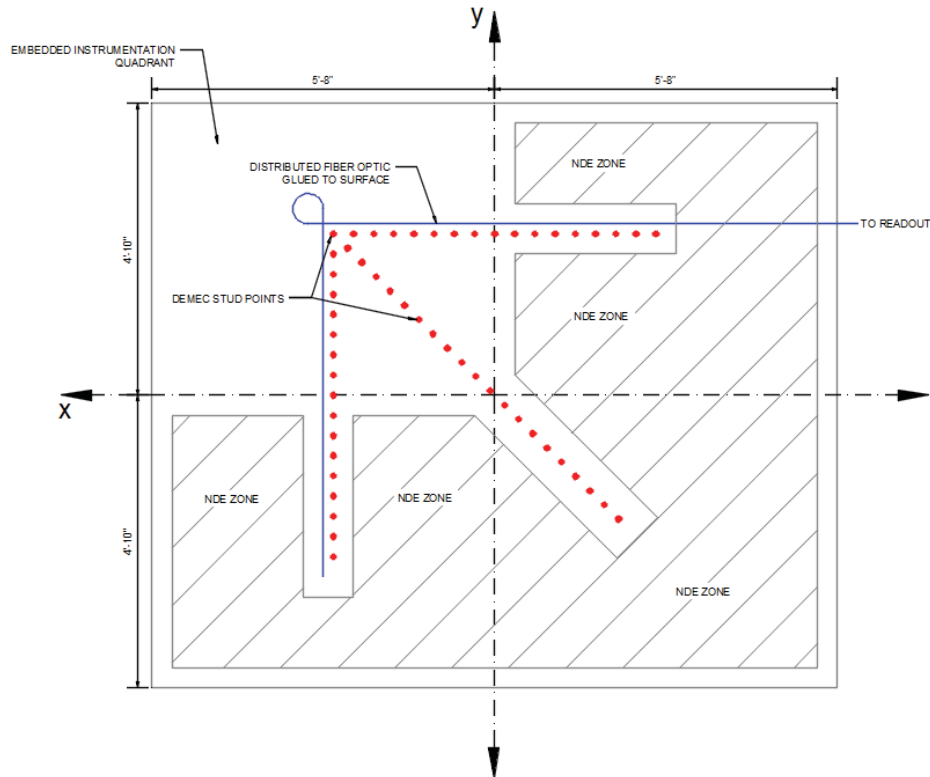 y
EMBEDDED INSTRUMENTATION
QUADRANT
5'-8"
5'-8"
NDE ZONE
DISTRIBUTED FIBER OPTIC
GLUED TO SURFACE
TO READOUT
4'-10"
DEMEC STUD POINTS
NDE ZONE
x
NDE ZONE
NDE ZONE
4'-10"
NDE ZONE